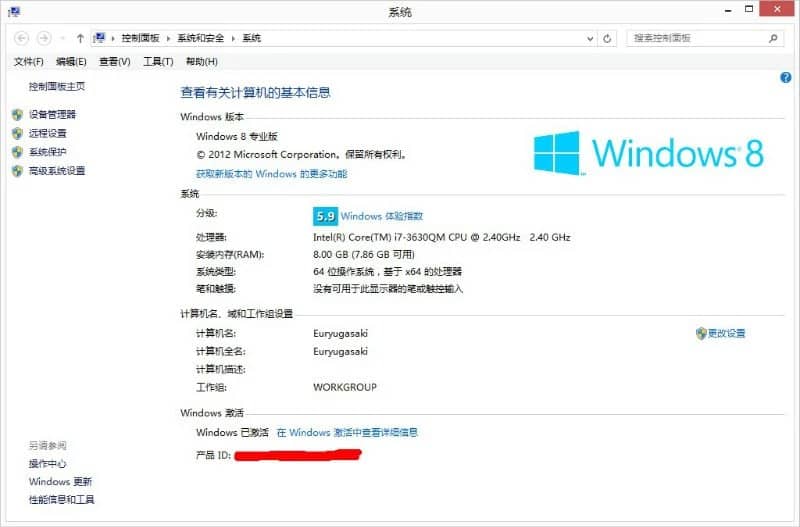 系统
控制面板 系统和安全 系统
搜索控制面板
文件(F) 编辑(E) 查看(V) 工具(T) 帮助(H)
控制面板主页
设备管理器
远程设置
系统保护
高级系统设置
查看有关计算机的基本信息
Windows 版本
Windows 8 专业版
© 2012 Microsoft Corporation。保留所有权利。
获取新版本的 Windows 的更多功能
Windows 8
系统
分级: 5.9 Windows 体验指数
处理器: Intel(R) Core(TM) i7-3630QM CPU @ 2.40GHz 2.40 GHz
安装内存(RAM): 8.00 GB (7.86 GB 可用)
系统类型: 64 位操作系统，基于 x64 的处理器
笔和触摸: 没有可用于此显示器的笔或触控输入
计算机名、域和工作组设置
计算机名: Euryugasaki 更改设置
计算机全名: Euryugasaki
计算机描述:
工作组: WORKGROUP
Windows 激活
Windows 已激活 在 Windows 激活中查看详细信息
产品 ID:
另请参阅
操作中心
Windows 更新
性能信息和工具